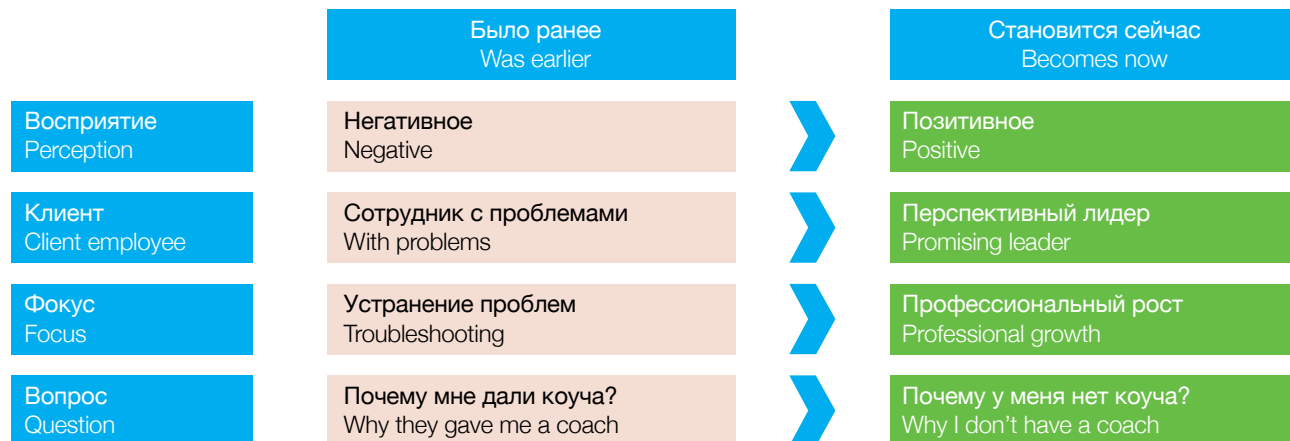 Было ранее
Was earlier
Становится сейчас
Becomes now
Восприятие
Perception
Негативное
Negative
Позитивное
Positive
Клиент
Client employee
Сотрудник с проблемами
With problems
Перспективный лидер
Promising leader
Фокус
Focus
Устранение проблем
Troubleshooting
Профессиональный рост
Professional growth
Вопрос
Question
Почему мне дали коуча?
Why they gave me a coach
Почему у меня нет коуча?
Why I don’t have a coach